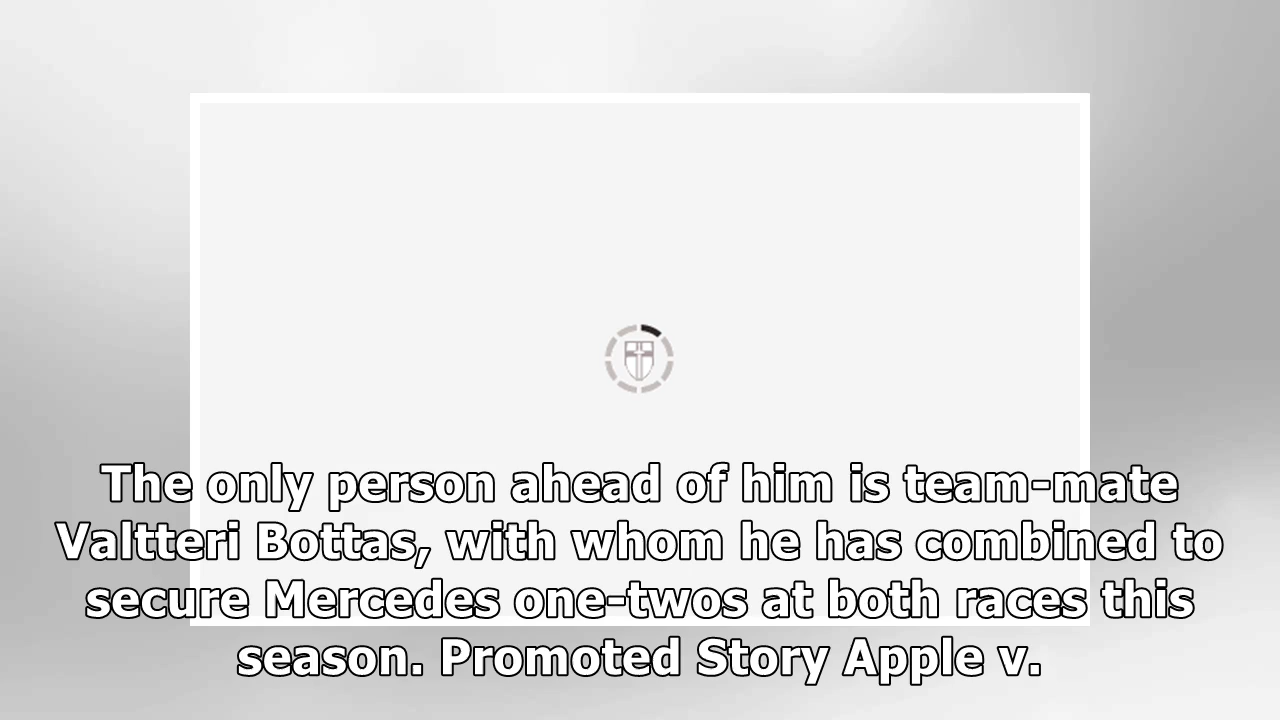 The only person ahead of him is team-mate
Valtteri Bottas, with whom he has combined to
secure Mercedes one-twos at both races this
season. Promoted Story Apple v.